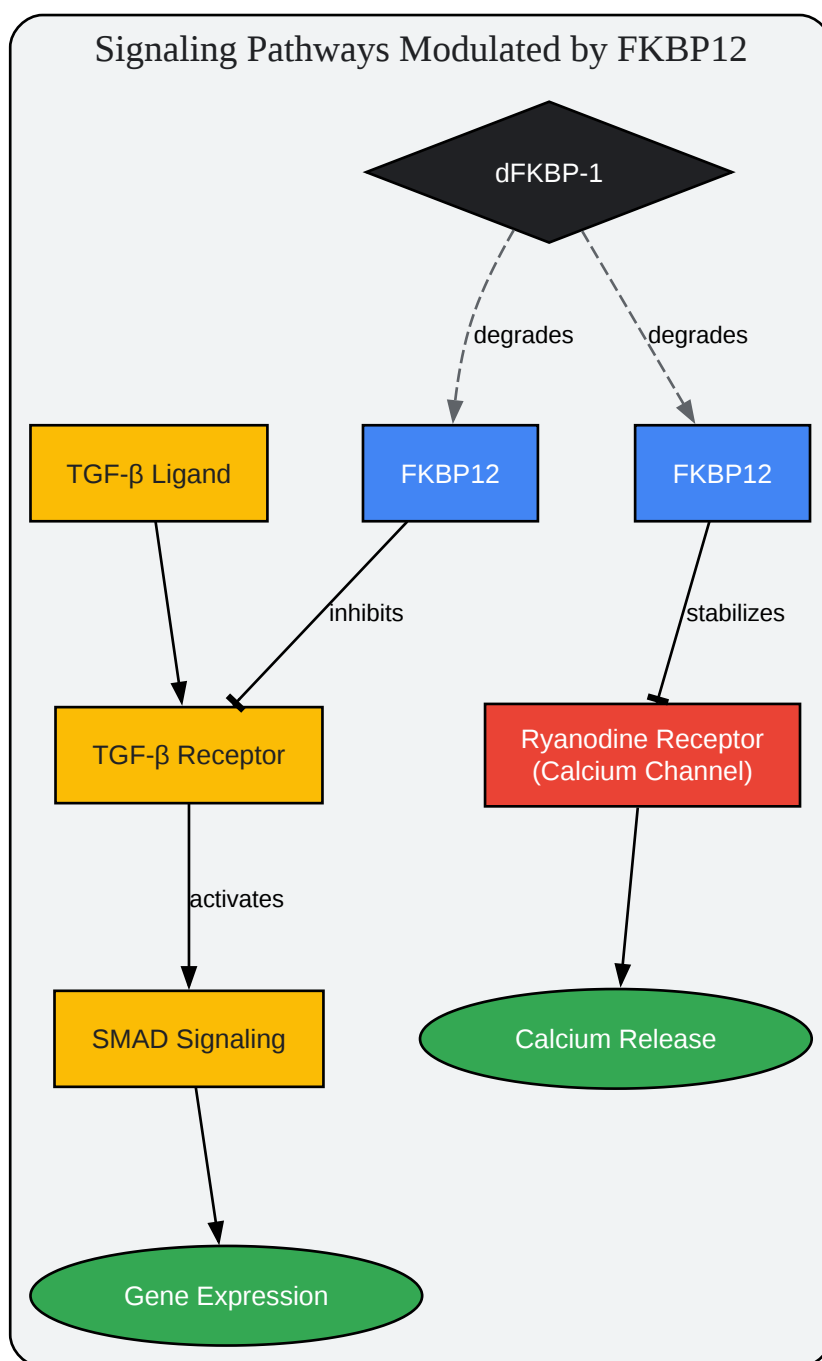 Signaling Pathways Modulated by FKBP12
dFKBP-1
degrades
degrades
TGF-β Ligand
FKBP12
FKBP12
inhibits
stabilizes
TGF-β Receptor
Ryanodine Receptor
(Calcium Channel)
activates
SMAD Signaling
Calcium Release
Gene Expression